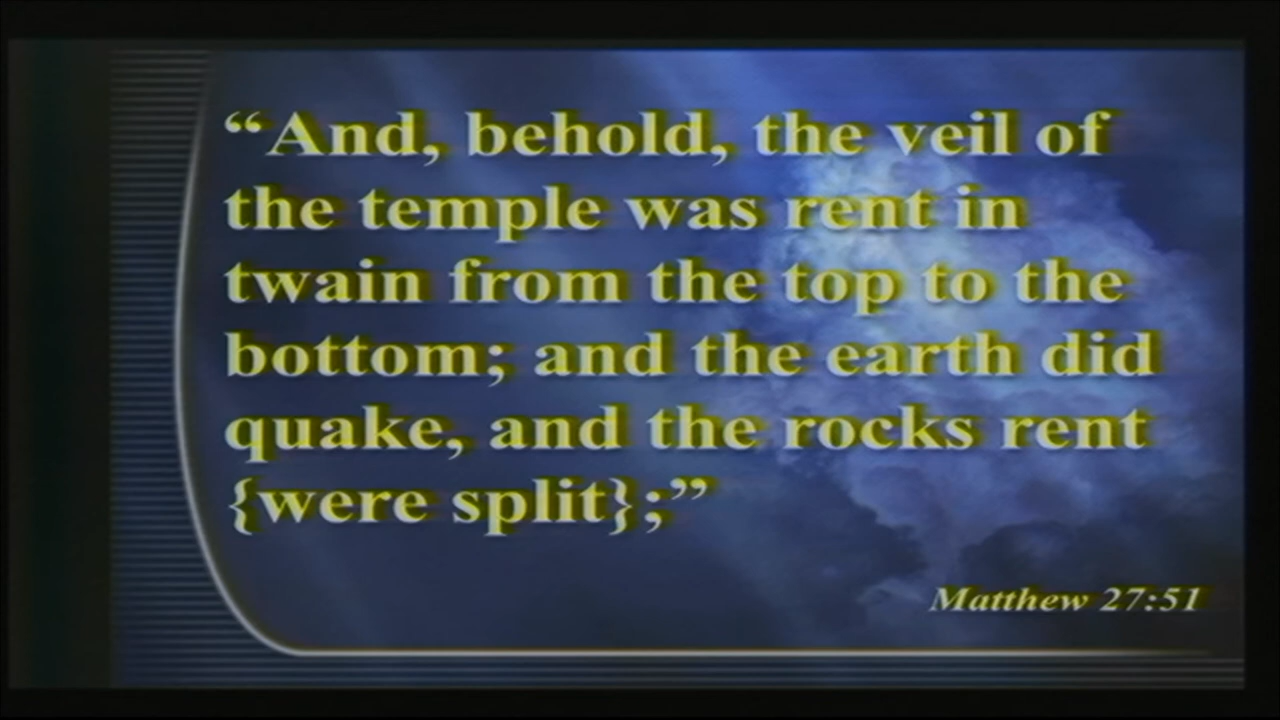 “And, behold, the veil of
the temple was rent in
twain from the top to the
bottom; and the earth did
quake, and the rocks rent
{were split};”
Matthew 27:51